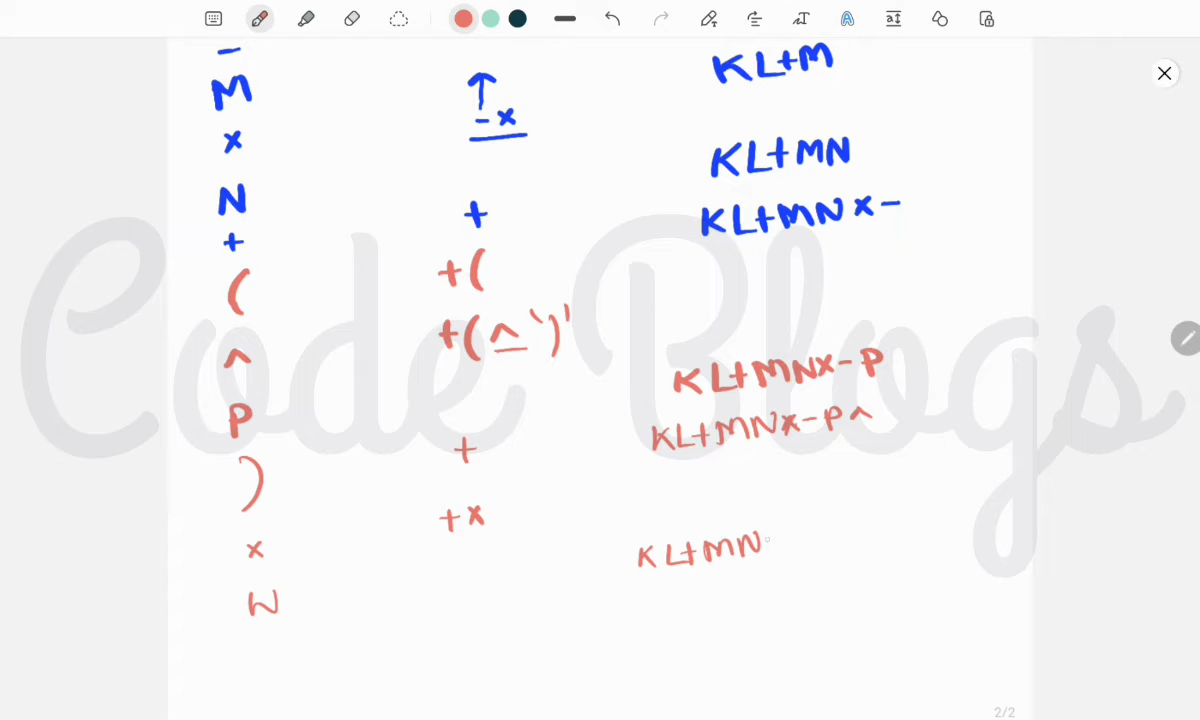 -
M KL+M
↑
x - x
KL+MN
N + KL+MNx-
+
( +(
^ +(^')'
KL+MNx-P
P KL+MNx-P^
+
)
+x
x KL+MN
W
Code Blogs
2/2